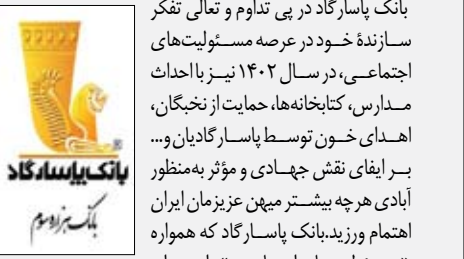 بانک پاسارگاد در پی تداوم و تعالی تفکر
سازندهٔ خود در عرصه مسئولیت‌های
اجتماعی، در سال ۱۴۰۲ نیز با احداث
مدارس، کتابخانه‌ها، حمایت از نخبگان،
اهدای خون توسط پاسارگادیان و...
بر ایفای نقش جهادی و مؤثر به‌منظور
آبادی هرچه بیشتر میهن عزیزمان ایران
اهتمام ورزید.بانک پاسارگاد که همواره
بانک پاسارگاد
بانک هزاره سوم